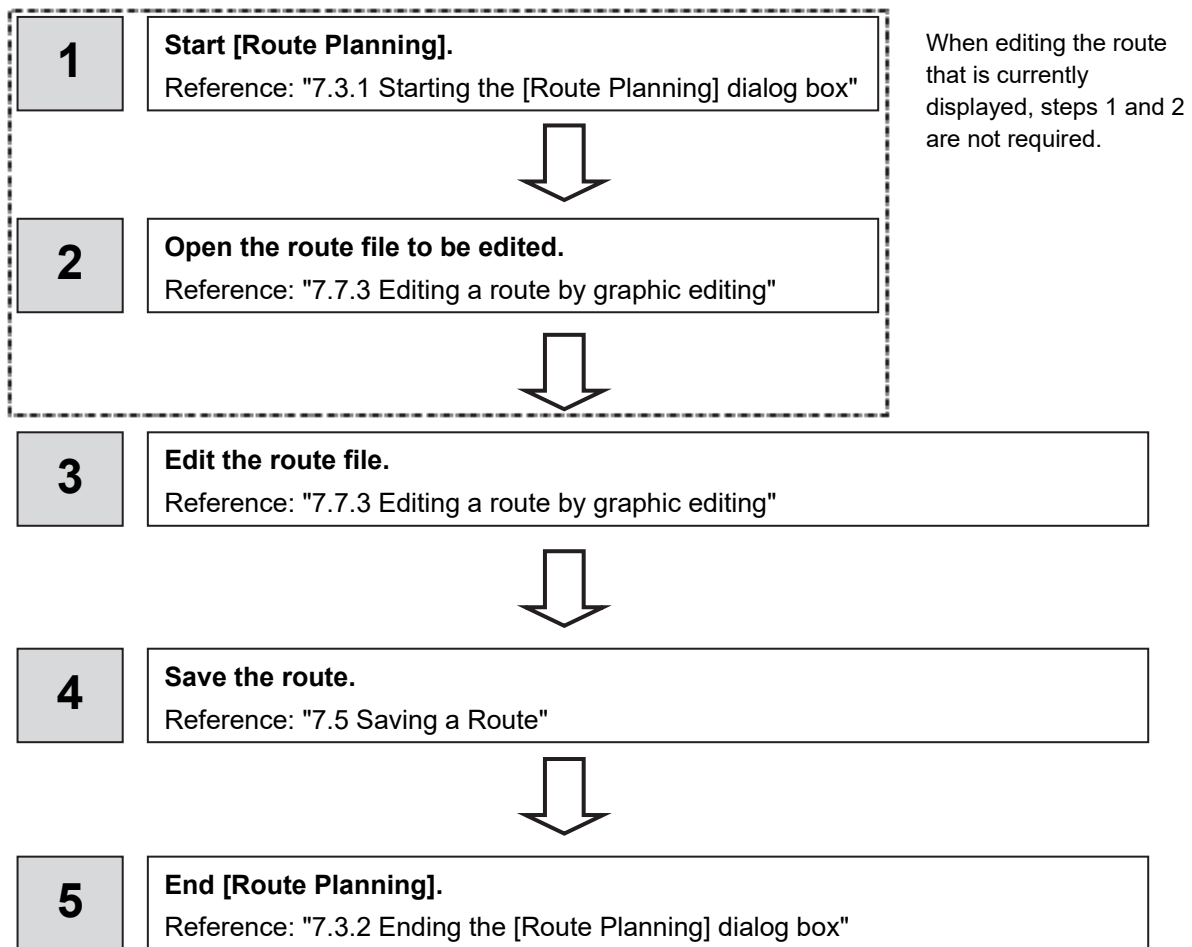 1
Start [Route Planning].
Reference: "7.3.1 Starting the [Route Planning] dialog box"
When editing the route
that is currently
displayed, steps 1 and 2
are not required.
2
Open the route file to be edited.
Reference: "7.7.3 Editing a route by graphic editing"
3
Edit the route file.
Reference: "7.7.3 Editing a route by graphic editing"
4
Save the route.
Reference: "7.5 Saving a Route"
5
End [Route Planning].
Reference: "7.3.2 Ending the [Route Planning] dialog box"